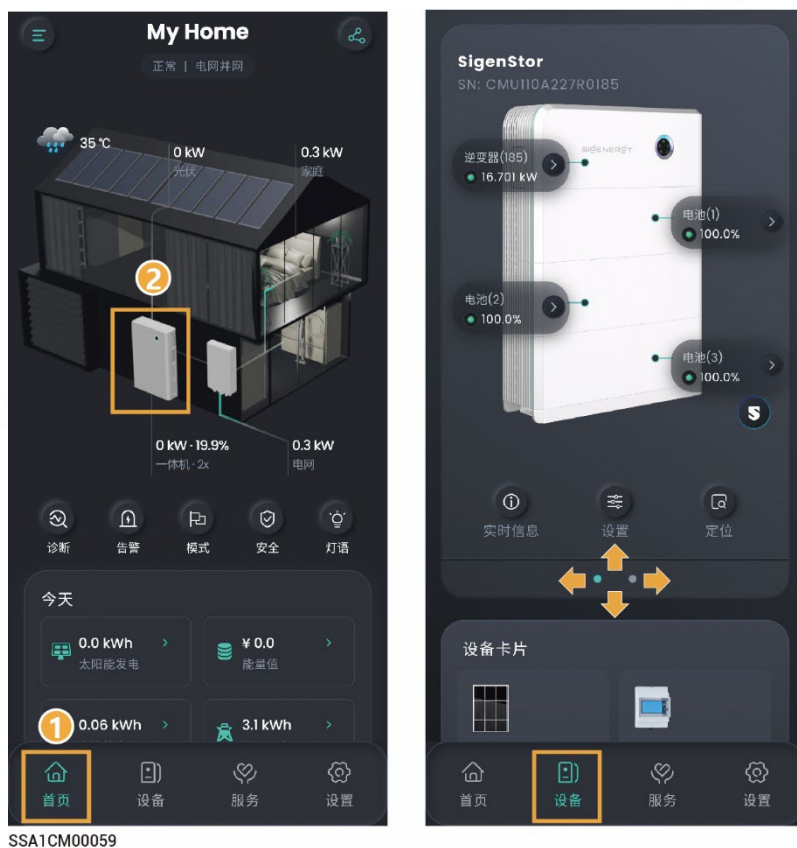 My Home
正常 | 电网并网
35 ℃
0 kW
光伏
0.3 kW
家庭
2
0 kW · 19.9%
一体机 · 2x
0.3 kW
电网
诊断
告警
模式
安全
灯语
今天
0.0 kWh
太阳能发电
¥ 0.0
能量值
1
0.06 kWh
3.1 kWh
首页
设备
服务
设置
SSA1CM00059
SigenStor
SN: CMU110A227R0185
SIGENERGY
逆变器(185)
16.701 kW
电池(1)
100.0%
电池(2)
100.0%
电池(3)
100.0%
实时信息
设置
定位
设备卡片
首页
设备
服务
设置